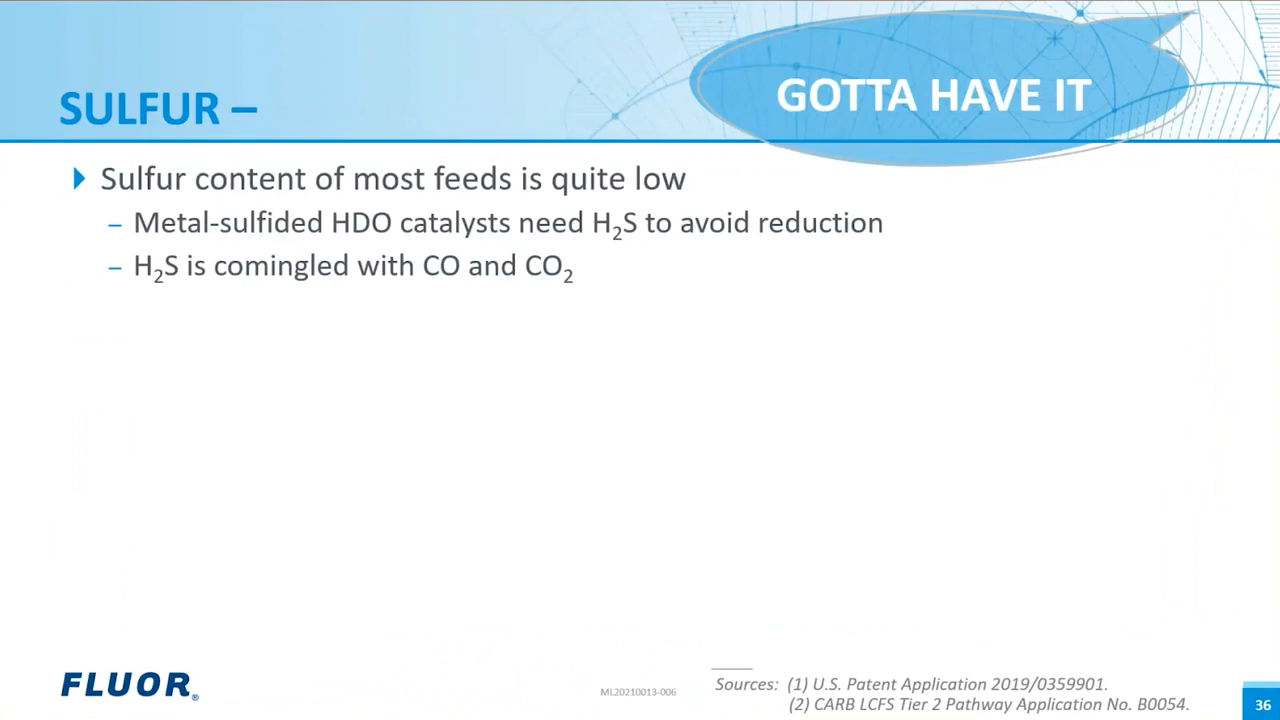 SULFUR –
GOTTA HAVE IT
Sulfur content of most feeds is quite low
– Metal-sulfided HDO catalysts need H₂S to avoid reduction
– H₂S is comingled with CO and CO₂
FLUOR®
ML20210013-006
Sources: (1) U.S. Patent Application 2019/0359901.
(2) CARB LCFS Tier 2 Pathway Application No. B0054.
36